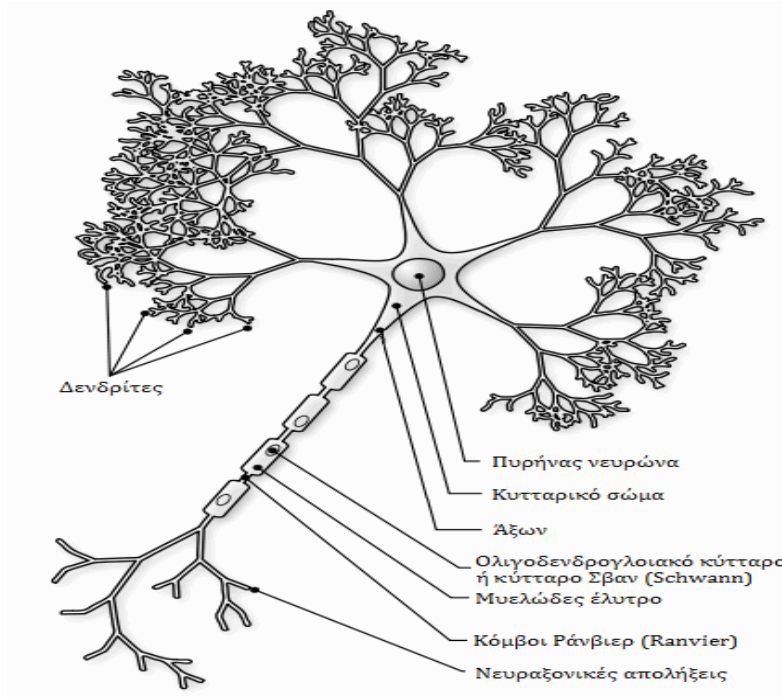 Δενδρίτες
Πυρήνας νευρώνα
Κυτταρικό σώμα
Άξων
Ολιγοδενδρογλοιακό κύτταρο
ή κύτταρο Σβαν (Schwann)
Μυελώδες έλυτρο
Κόμβοι Ράνβιερ (Ranvier)
Νευραξονικές απολήξεις